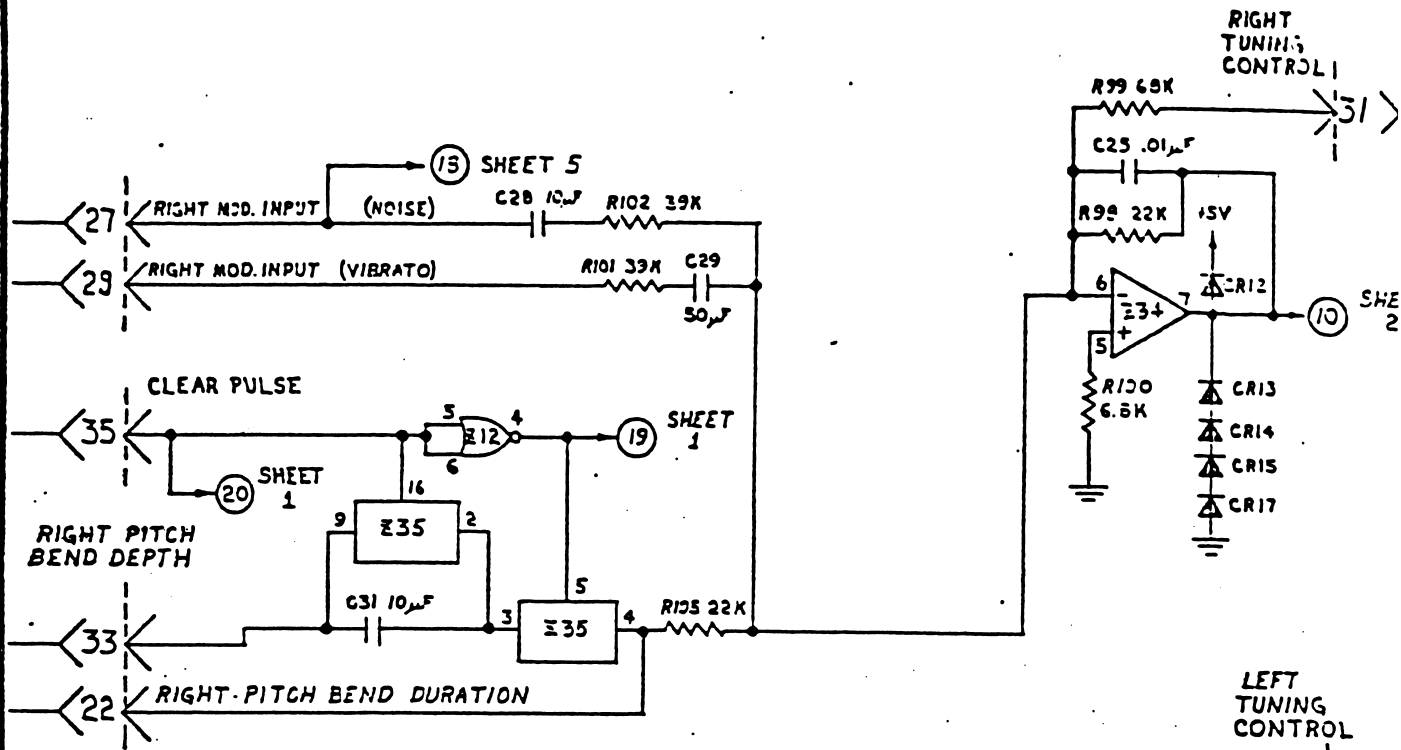 RIGHT
TUNING
CONTROL
R99 68K
31
C25 .01µF
13 SHEET 5
C28 10µF
R102 39K
27
RIGHT MOD. INPUT (NOISE)
R99 22K
+5V
29
RIGHT MOD. INPUT (VIBRATO)
R101 39K
C29
50µF
6
-
Z34
7
CR12
10
SHE
2
5
+
CLEAR PULSE
R100
6.8K
CR13
35
5
Z12
4
6
19
SHEET
1
CR14
20
SHEET
1
CR15
16
9
Z35
2
CR17
RIGHT PITCH
BEND DEPTH
C31 10µF
5
3
Z35
4
R105 22K
33
22
RIGHT-PITCH BEND DURATION
LEFT
TUNING
CONTROL